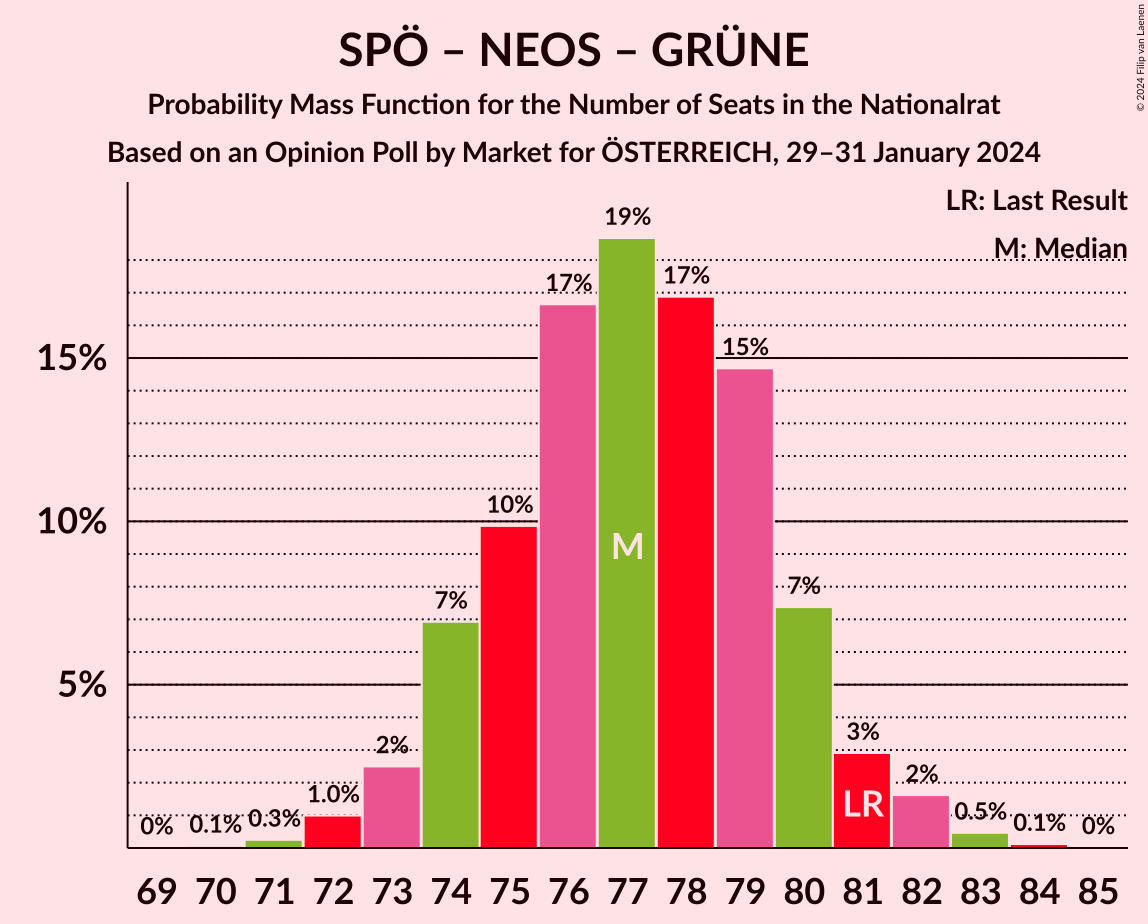 SPÖ – NEOS – GRÜNE
Probability Mass Function for the Number of Seats in the Nationalrat
Based on an Opinion Poll by Market for ÖSTERREICH, 29–31 January 2024
© 2024 Filip van Laenen
LR: Last Result
M: Median
19%
17%
17%
15%
15%
10%
10%
M
7%
7%
5%
3%
2%
2%
1.0%
LR
0.5%
0.3%
0.1%
0.1%
0%
0%
69 70 71 72 73 74 75 76 77 78 79 80 81 82 83 84 85